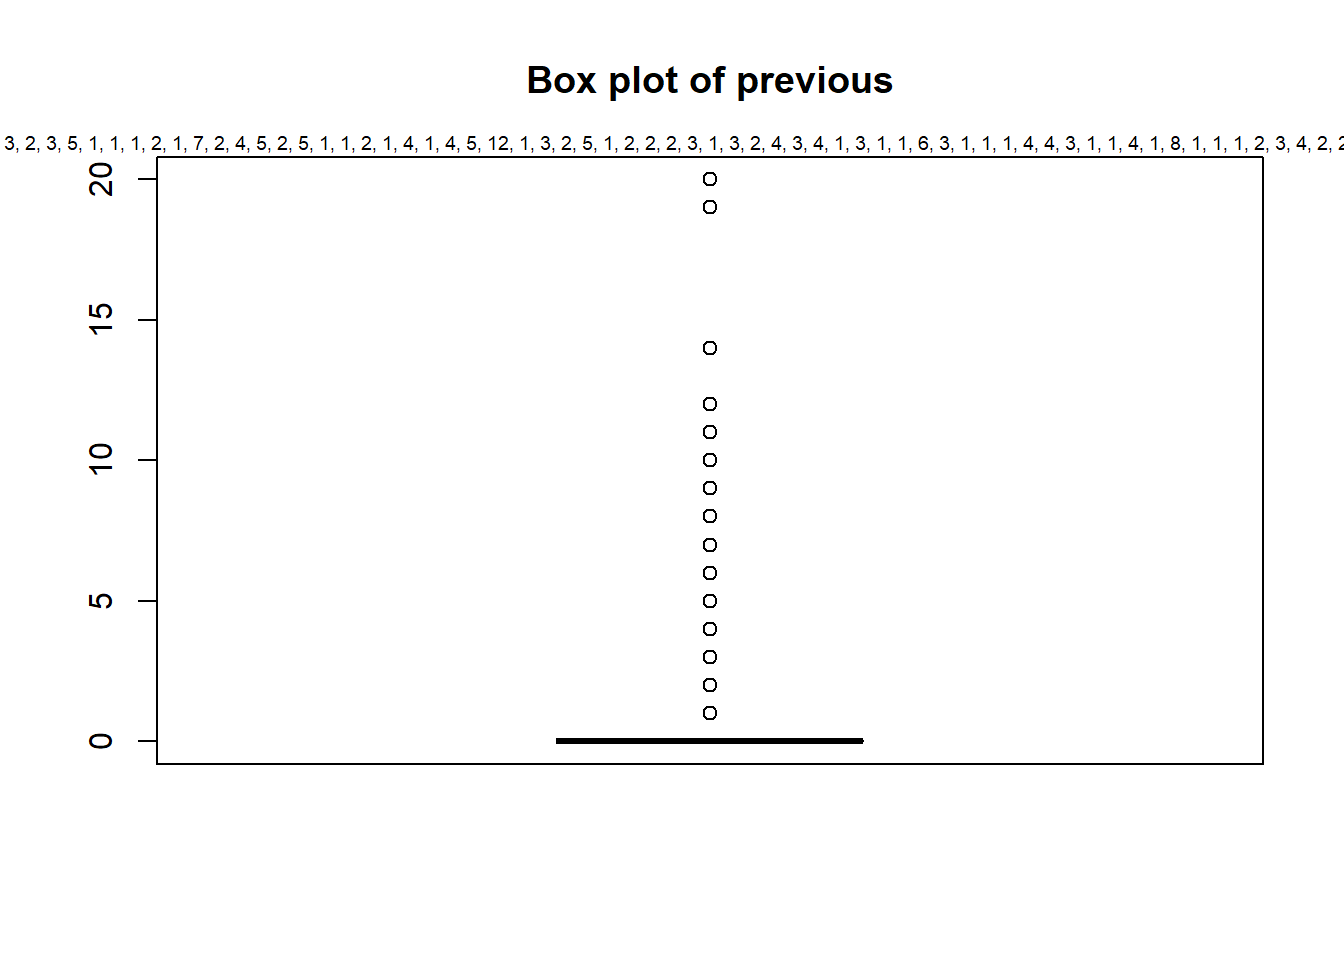 Box plot of previous
3, 2, 3, 5, 1, 1, 1, 2, 1, 7, 2, 4, 5, 2, 5, 1, 1, 2, 1, 4, 1, 4, 5, 12, 1, 3, 2, 5, 1, 2, 2, 2, 3, 1, 3, 2, 4, 3, 4, 1, 3, 1, 1, 6, 3, 1, 1, 1, 4, 4, 3, 1, 1, 4, 1, 8, 1, 1, 1, 2, 3, 4, 2, 2
20
15
10
5
0